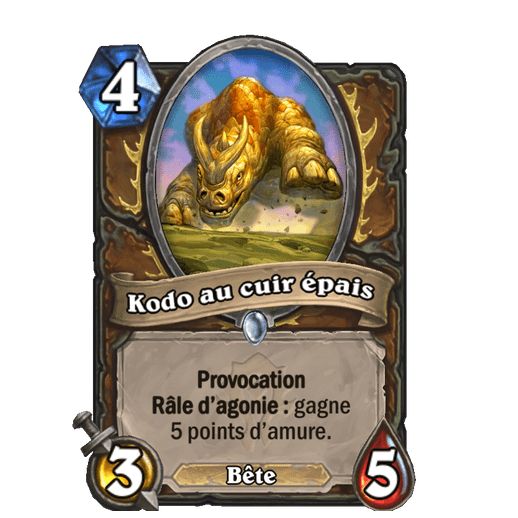 4
Kodo au cuir épais
Provocation
Râle d'agonie : gagne
5 points d'amure.
3
Bête
5